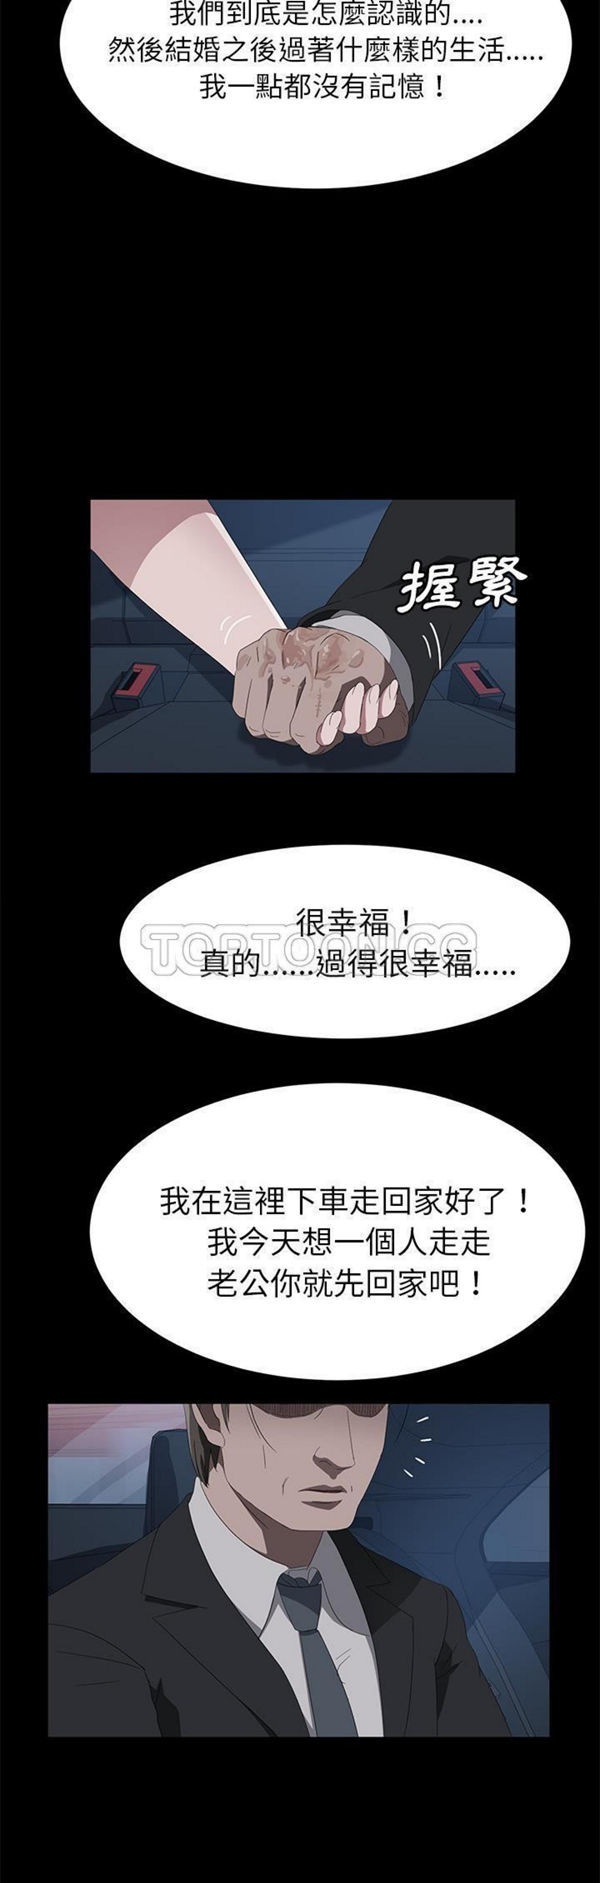 我們到底是怎麼認識的....
然後結婚之後過著什麼樣的生活.....
我一點都沒有記憶！
握緊
很幸福！
真的......過得很幸福.....
TOPTOON.CC
我在這裡下車走回家好了！
我今天想一個人走走
老公你就先回家吧！